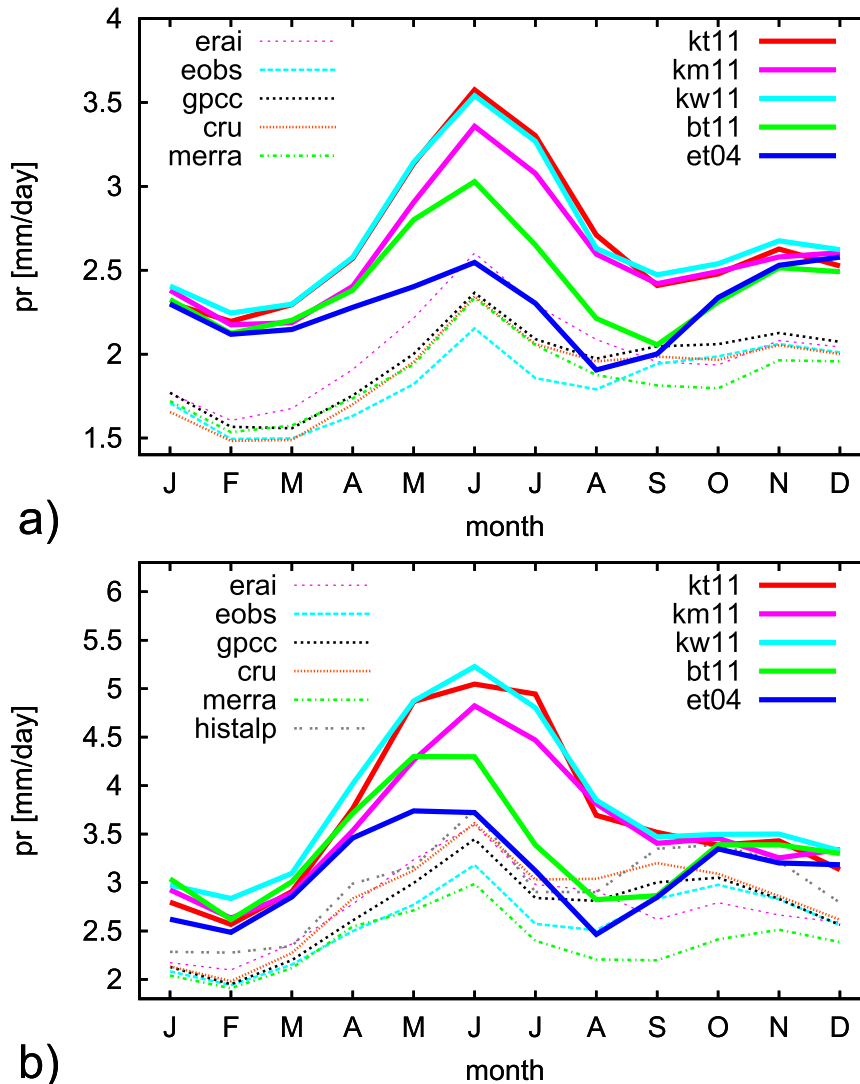 4
3.5
3
2.5
2
1.5
pr [mm/day]
erai
eobs
gpcc
cru
merra
kt11
km11
kw11
bt11
et04
J F M A M J J A S O N D
month
a)
6
5.5
5
4.5
4
3.5
3
2.5
2
pr [mm/day]
erai
eobs
gpcc
cru
merra
histalp
kt11
km11
kw11
bt11
et04
J F M A M J J A S O N D
month
b)